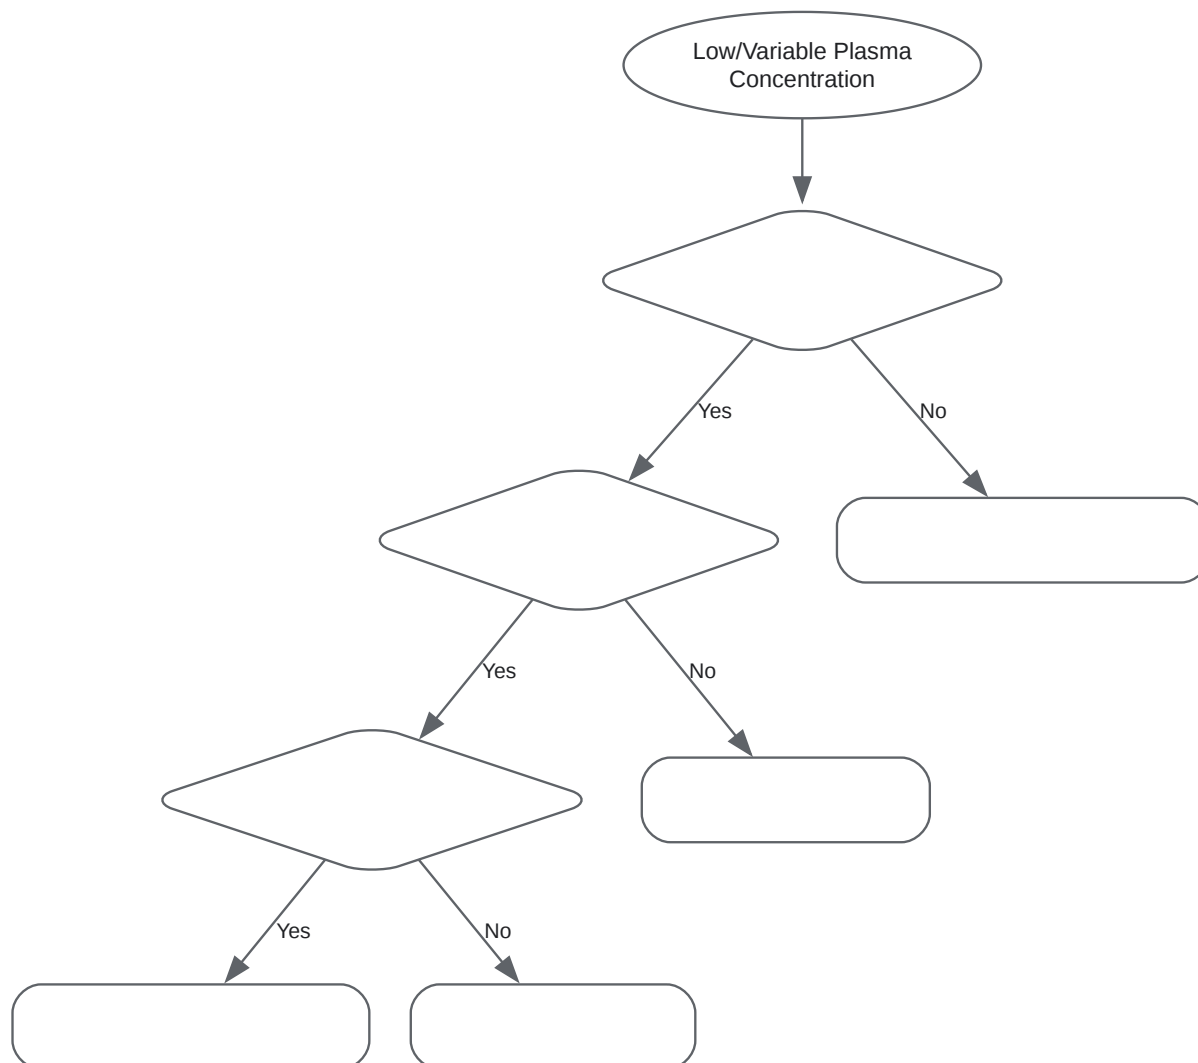 Low/Variable Plasma
Concentration
Yes
No
Yes
No
Yes
No